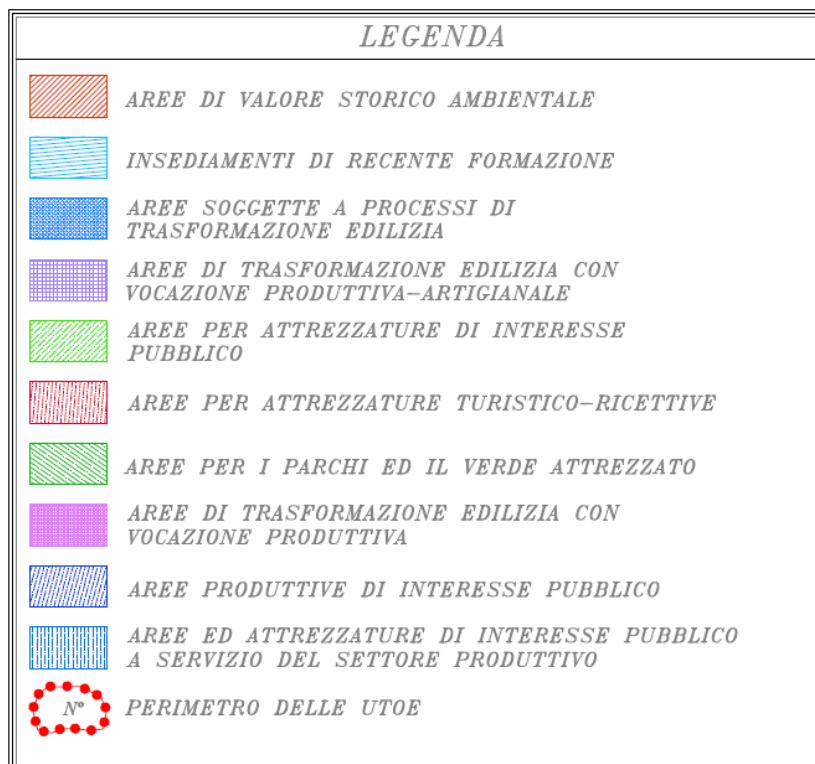 LEGENDA
AREE DI VALORE STORICO AMBIENTALE
INSEDIAMENTI DI RECENTE FORMAZIONE
AREE SOGGETTE A PROCESSI DI
TRASFORMAZIONE EDILIZIA
AREE DI TRASFORMAZIONE EDILIZIA CON
VOCAZIONE PRODUTTIVA-ARTIGIANALE
AREE PER ATTREZZATURE DI INTERESSE
PUBBLICO
AREE PER ATTREZZATURE TURISTICO-RICETTIVE
AREE PER I PARCHI ED IL VERDE ATTREZZATO
AREE DI TRASFORMAZIONE EDILIZIA CON
VOCAZIONE PRODUTTIVA
AREE PRODUTTIVE DI INTERESSE PUBBLICO
AREE ED ATTREZZATURE DI INTERESSE PUBBLICO
A SERVIZIO DEL SETTORE PRODUTTIVO
N° PERIMETRO DELLE UTOE